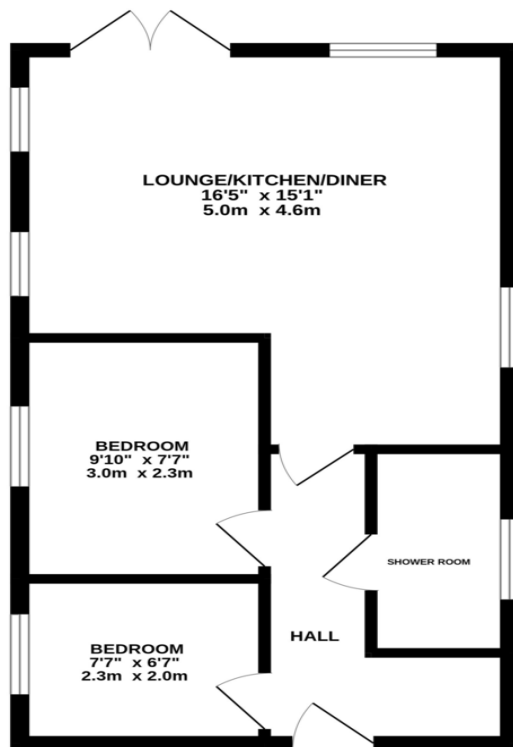 LOUNGE/KITCHEN/DINER
16'5" x 15'1"
5.0m x 4.6m
BEDROOM
9'10" x 7'7"
3.0m x 2.3m
SHOWER ROOM
HALL
BEDROOM
7'7" x 6'7"
2.3m x 2.0m